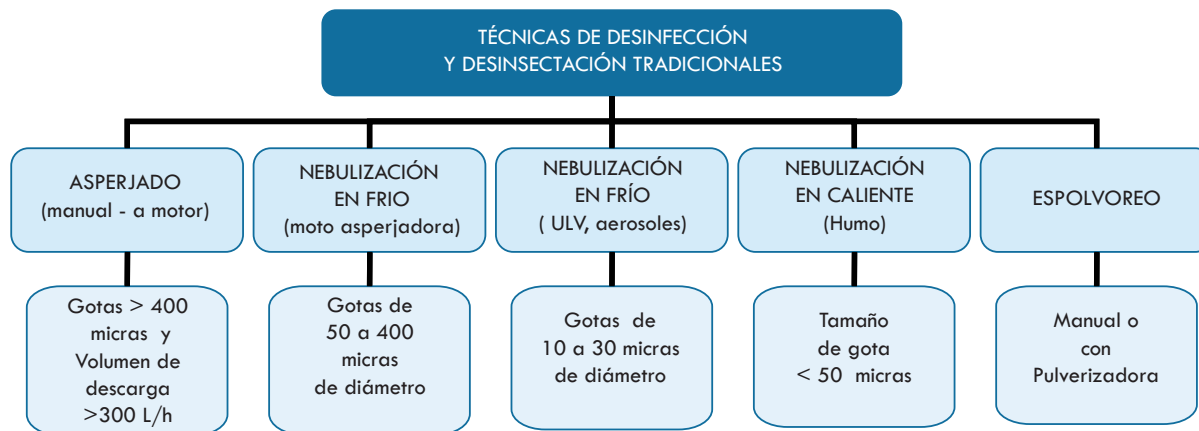 TÉCNICAS DE DESINFECCIÓN
Y DESINSECTACIÓN TRADICIONALES
ASPERJADO
(manual - a motor)
NEBULIZACIÓN
EN FRIO
(moto asperjadora)
NEBULIZACIÓN
EN FRÍO
( ULV, aerosoles)
NEBULIZACIÓN
EN CALIENTE
(Humo)
ESPOLVOREO
Gotas > 400
micras y
Volumen de
descarga
>300 L/h
Gotas de
50 a 400
micras
de diámetro
Gotas de
10 a 30 micras
de diámetro
Tamaño
de gota
< 50 micras
Manual o
con
Pulverizadora